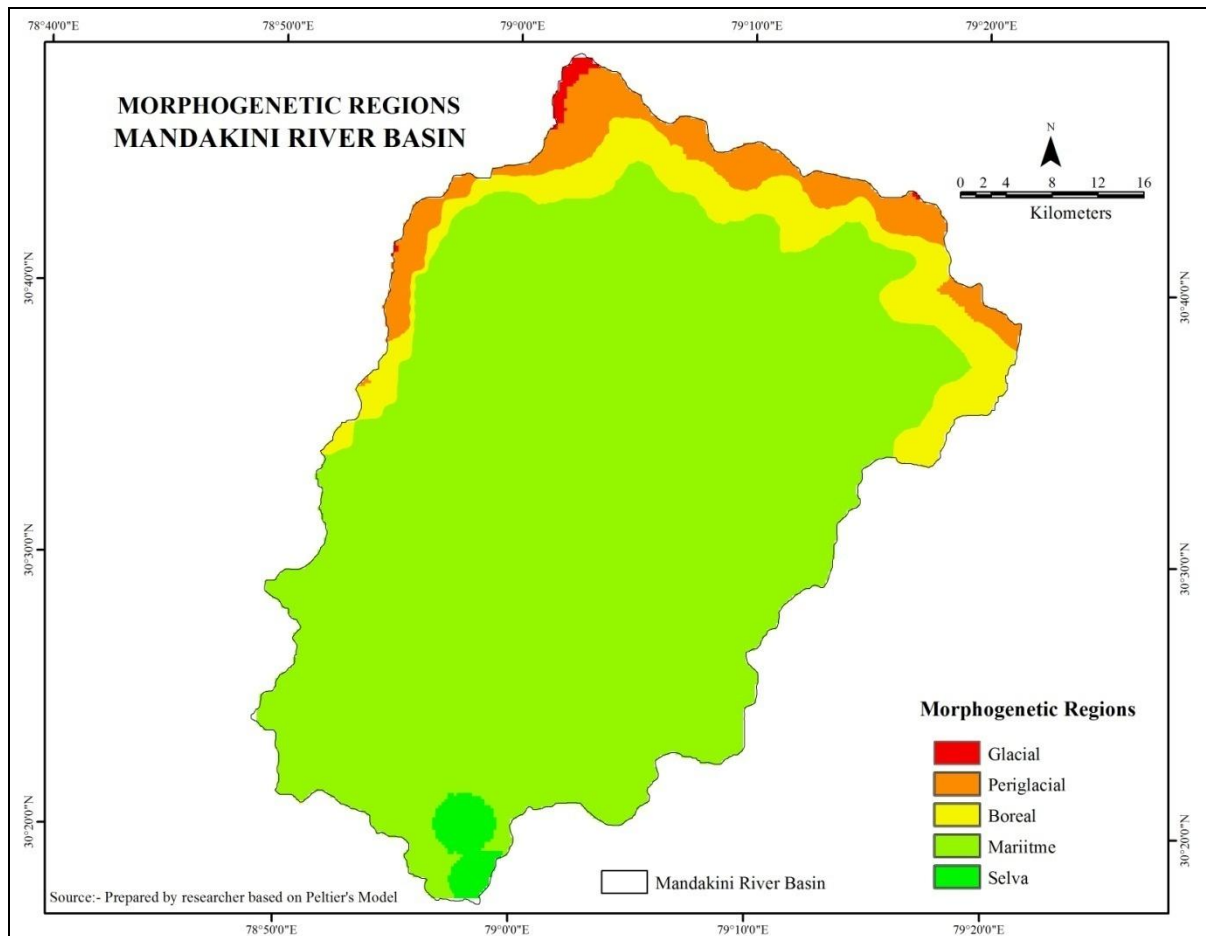 78°40'0"E 78°50'0"E 79°0'0"E 79°10'0"E 79°20'0"E
MORPHOGENETIC REGIONS
MANDAKINI RIVER BASIN
N
0 2 4 8 12 16
Kilometers
30°40'0"N
30°40'0"N
30°30'0"N
30°30'0"N
30°20'0"N
30°20'0"N
Morphogenetic Regions
Glacial
Periglacial
Boreal
Mariitme
Selva
Mandakini River Basin
Source:- Prepared by researcher based on Peltier's Model
78°50'0"E 79°0'0"E 79°10'0"E 79°20'0"E